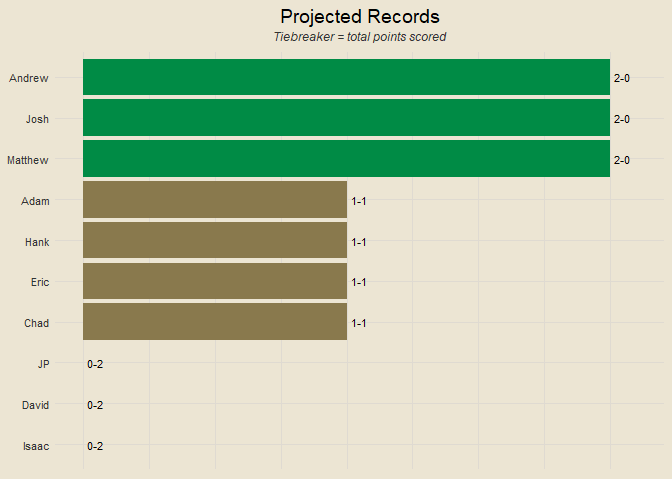 Projected Records
Tiebreaker = total points scored
Andrew 2-0
Josh 2-0
Matthew 2-0
Adam 1-1
Hank 1-1
Eric 1-1
Chad 1-1
JP 0-2
David 0-2
Isaac 0-2